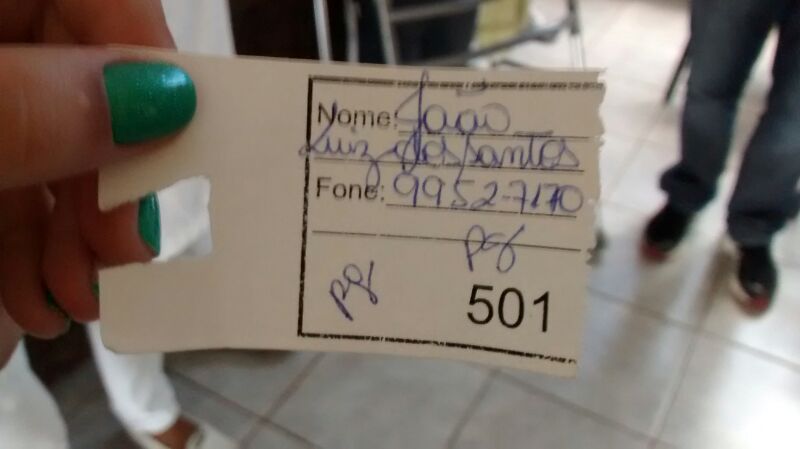 Nome: João
Luiz dos Santos
Fone: 9952-7170
pg
pg
501